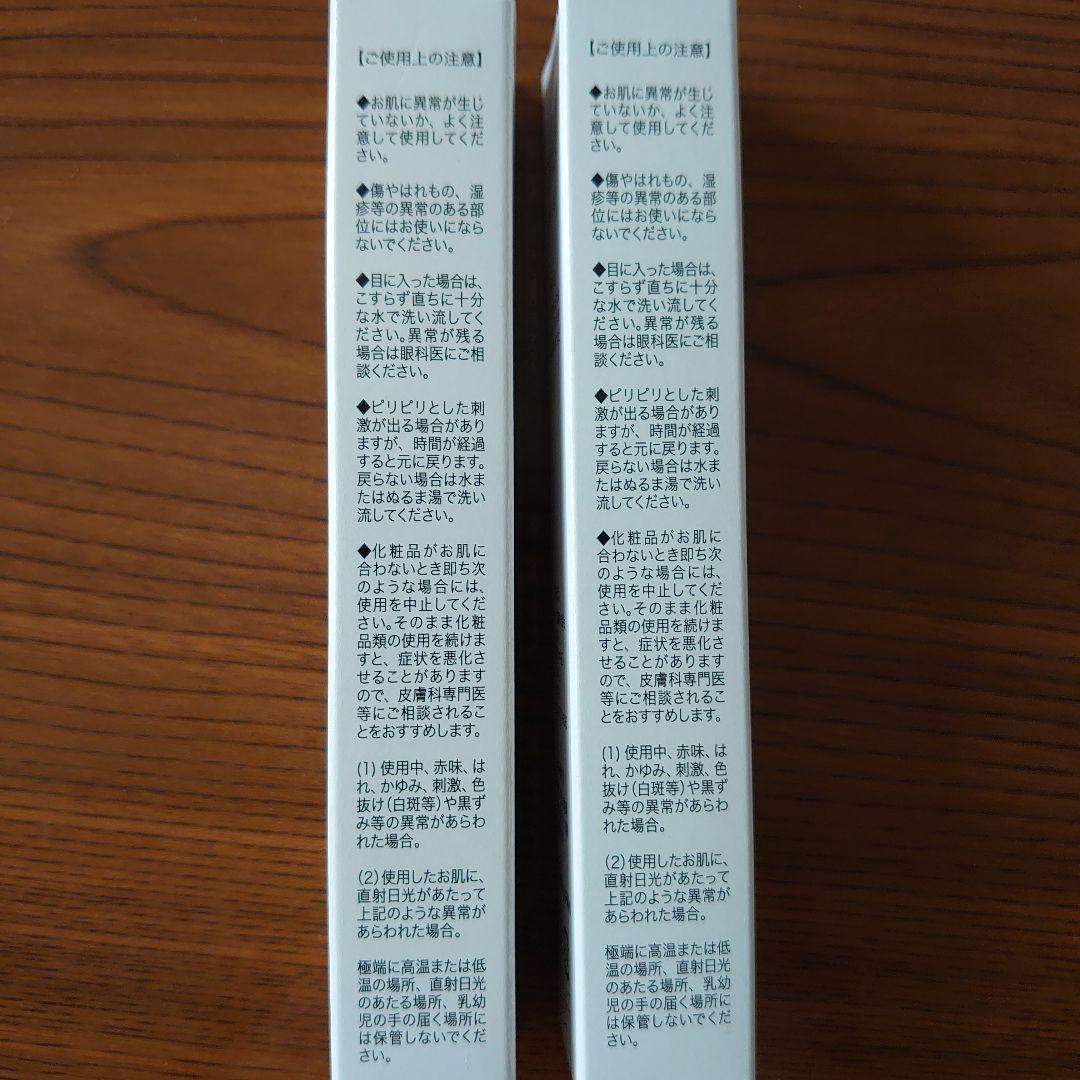 【ご使用上の注意】
◆お肌に異常が生じ
ていないか、よく注
意して使用してくだ
さい。
◆傷やはれもの、湿
疹等の異常のある部
位にはお使いになら
ないでください。
◆目に入った場合は、
こすらず直ちに十分
な水で洗い流してく
ださい。異常が残る
場合は眼科医にご相
談ください。
◆ピリピリとした刺
激が出る場合があり
ますが、時間が経過
すると元に戻ります。
戻らない場合は水ま
たはぬるま湯で洗い
流してください。
◆化粧品がお肌に
合わないとき即ち次
のような場合には、
使用を中止してくだ
さい。そのまま化粧
品類の使用を続けま
すと、症状を悪化さ
せることがあります
ので、皮膚科専門医
等にご相談されるこ
とをおすすめします。
(1) 使用中、赤味、は
れ、かゆみ、刺激、色
抜け(白斑等)や黒ず
み等の異常があらわ
れた場合。
(2) 使用したお肌に、
直射日光があたって
上記のような異常が
あらわれた場合。
極端に高温または低
温の場所、直射日光
のあたる場所、乳幼
児の手の届く場所に
は保管しないでくだ
さい。
【ご使用上の注意】
◆お肌に異常が生じ
ていないか、よく注
意して使用してくだ
さい。
◆傷やはれもの、湿
疹等の異常のある部
位にはお使いになら
ないでください。
◆目に入った場合は、
こすらず直ちに十分
な水で洗い流してく
ださい。異常が残る
場合は眼科医にご相
談ください。
◆ピリピリとした刺
激が出る場合があり
ますが、時間が経過
すると元に戻ります。
戻らない場合は水ま
たはぬるま湯で洗い
流してください。
◆化粧品がお肌に
合わないとき即ち次
のような場合には、
使用を中止してくだ
さい。そのまま化粧
品類の使用を続けま
すと、症状を悪化さ
せることがあります
ので、皮膚科専門医
等にご相談されるこ
とをおすすめします。
(1) 使用中、赤味、は
れ、かゆみ、刺激、色
抜け(白斑等)や黒ず
み等の異常があらわ
れた場合。
(2) 使用したお肌に、
直射日光があたって
上記のような異常が
あらわれた場合。
極端に高温または低
温の場所、直射日光
のあたる場所、乳幼
児の手の届く場所に
は保管しないでくだ
さい。